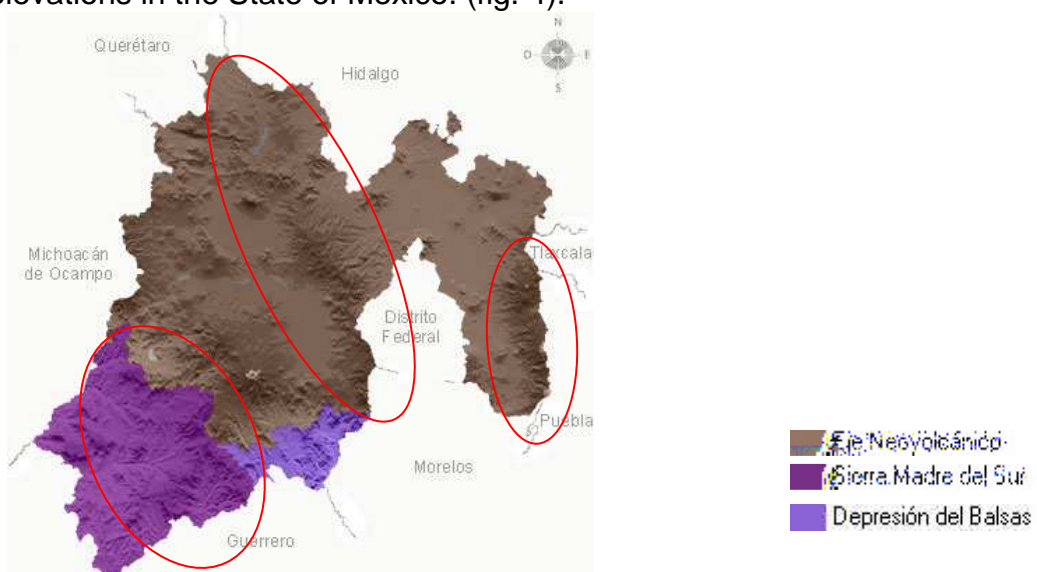 elevations in the State of Mexico. (fig. 4).
N
Querétaro
O
E
Hidalgo
S
Tlaxcala
Michoacán
de Ocampo
Distrito
Federal
Puebla
Eje Neovolcánico
Morelos
Sierra Madre del Sur
Depresión del Balsas
Guerrero